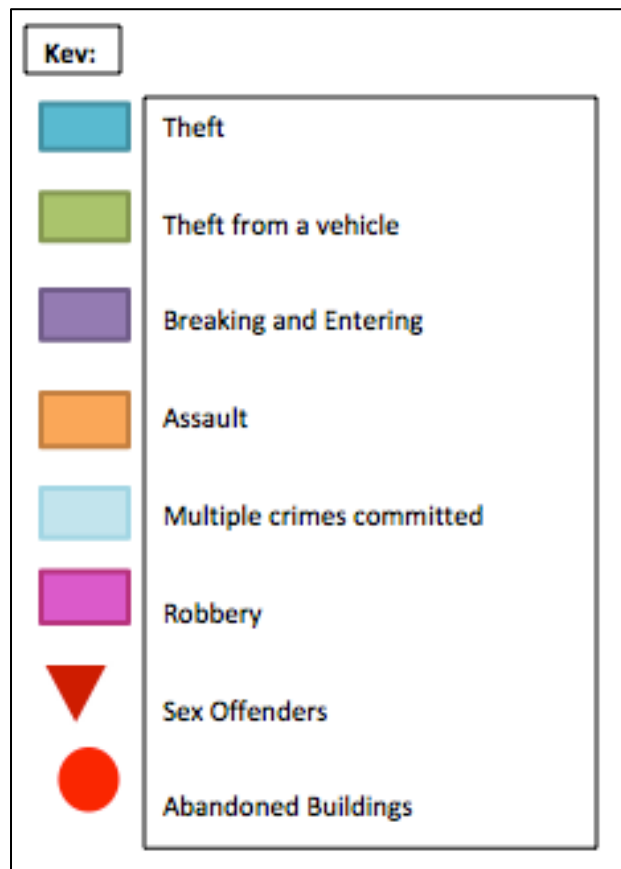 Kev:
Theft
Theft from a vehicle
Breaking and Entering
Assault
Multiple crimes committed
Robbery
Sex Offenders
Abandoned Buildings